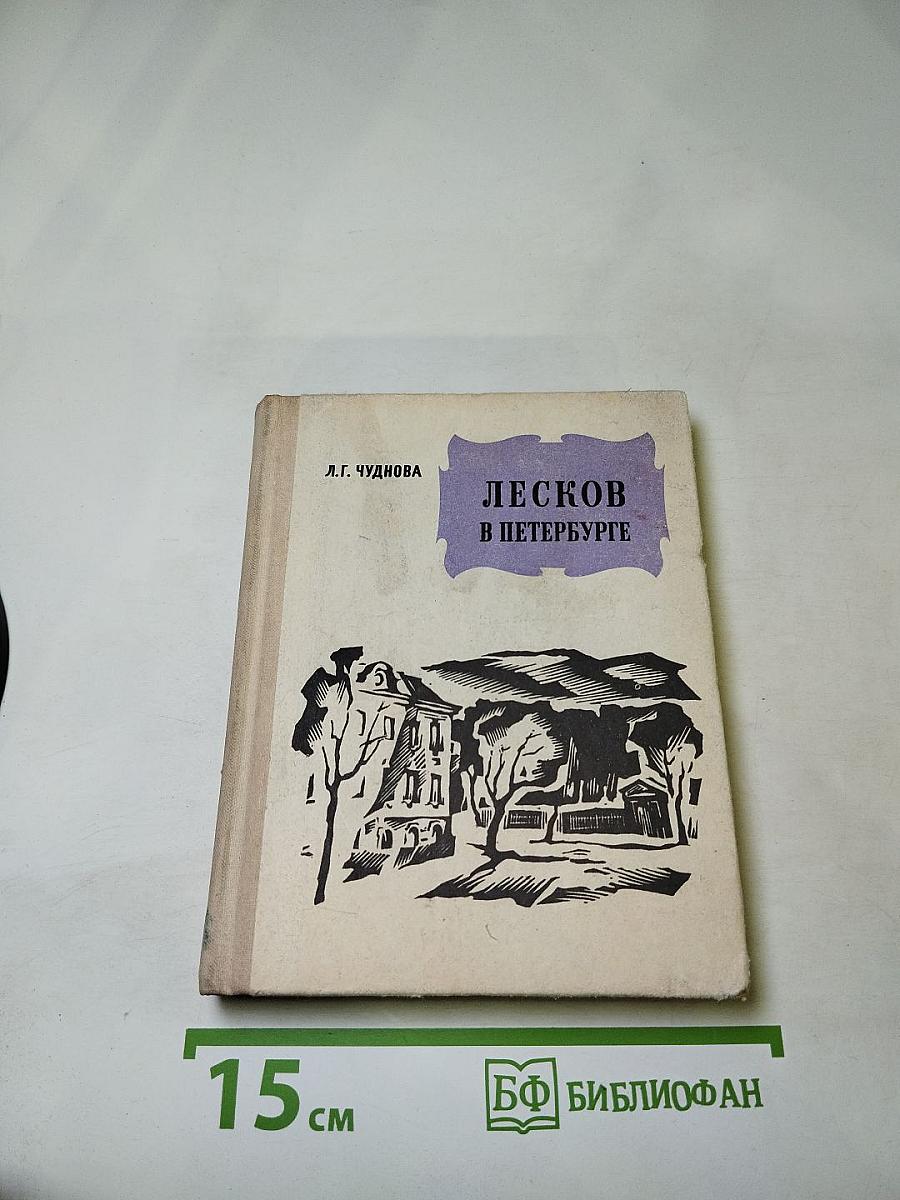 Л.Г. ЧУДНОВА
ЛЕСКОВ
В ПЕТЕРБУРГЕ
15 см
БФ БИБЛИОФАН